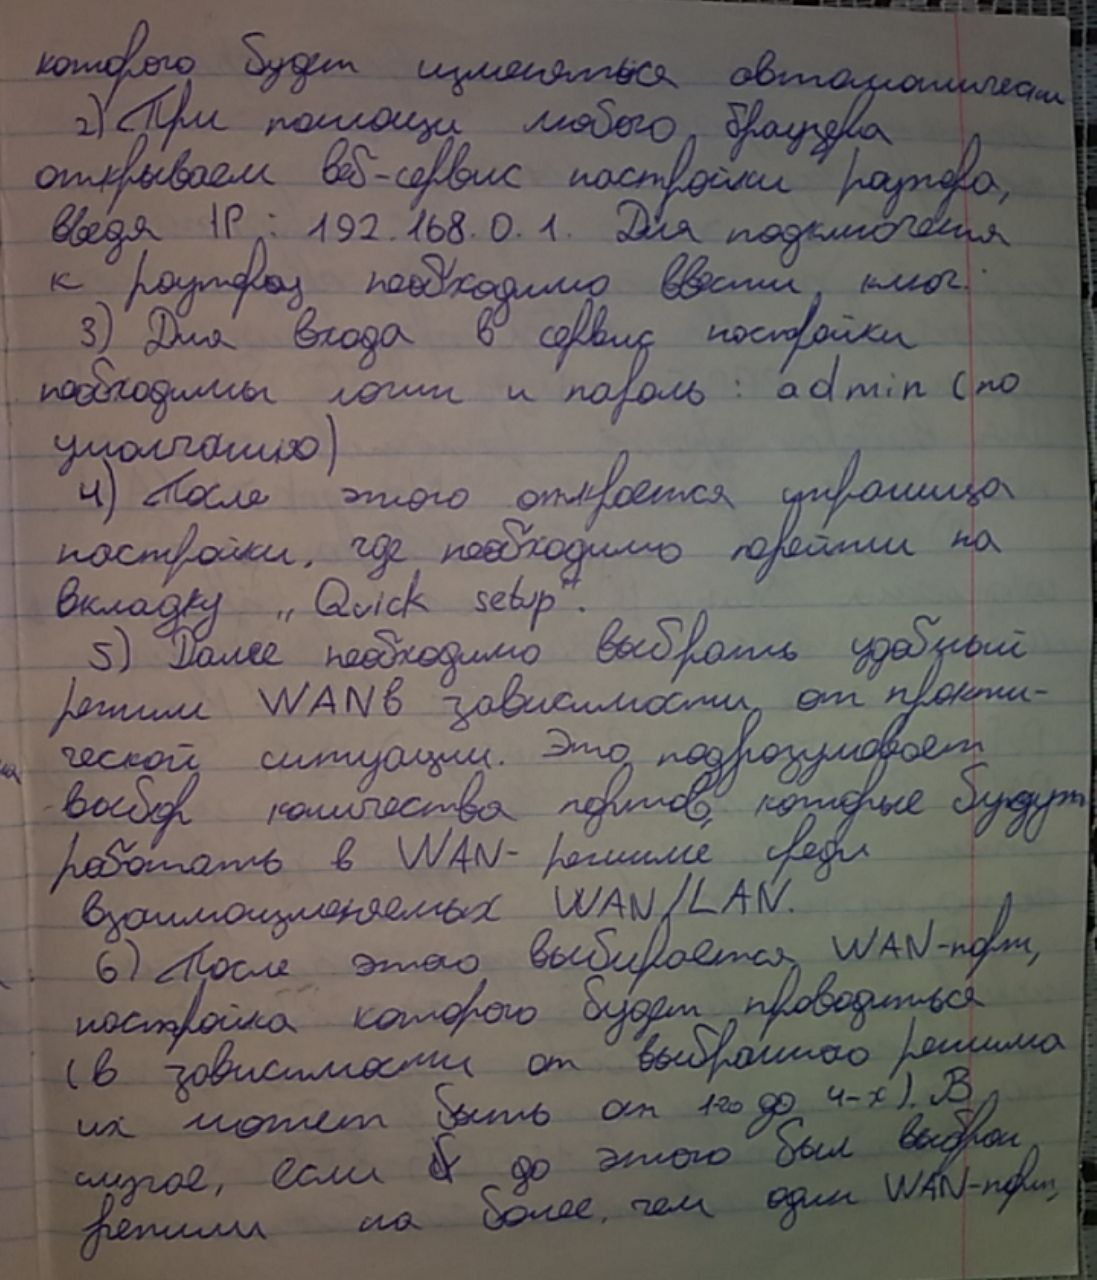 которого будет изменяться автоматически
2) При помощи любого браузера
открываем веб-сервис настройки роутера,
введя IP: 192.168.0.1. Для подключения
к роутеру необходимо ввести ключ.
3) Для входа в сервис настройки
необходимы логин и пароль: admin (по
умолчанию)
4) После этого откроется страница
настройки, где необходимо перейти на
вкладку „Quick setup".
5) Далее необходимо выбрать удобный
режим WAN в зависимости от практи-
ческой ситуации. Это подразумевает
выбор количества портов, которые будут
работать в WAN-режиме среди
взаимозаменяемых WAN/LAN.
6) После этого выбирается WAN-порт,
настройка которого будет проводиться
(в зависимости от выбранного режима
их может быть от 1-го до 4-х). В
случае, если до этого был выбран
режим на более, чем один WAN-порт,